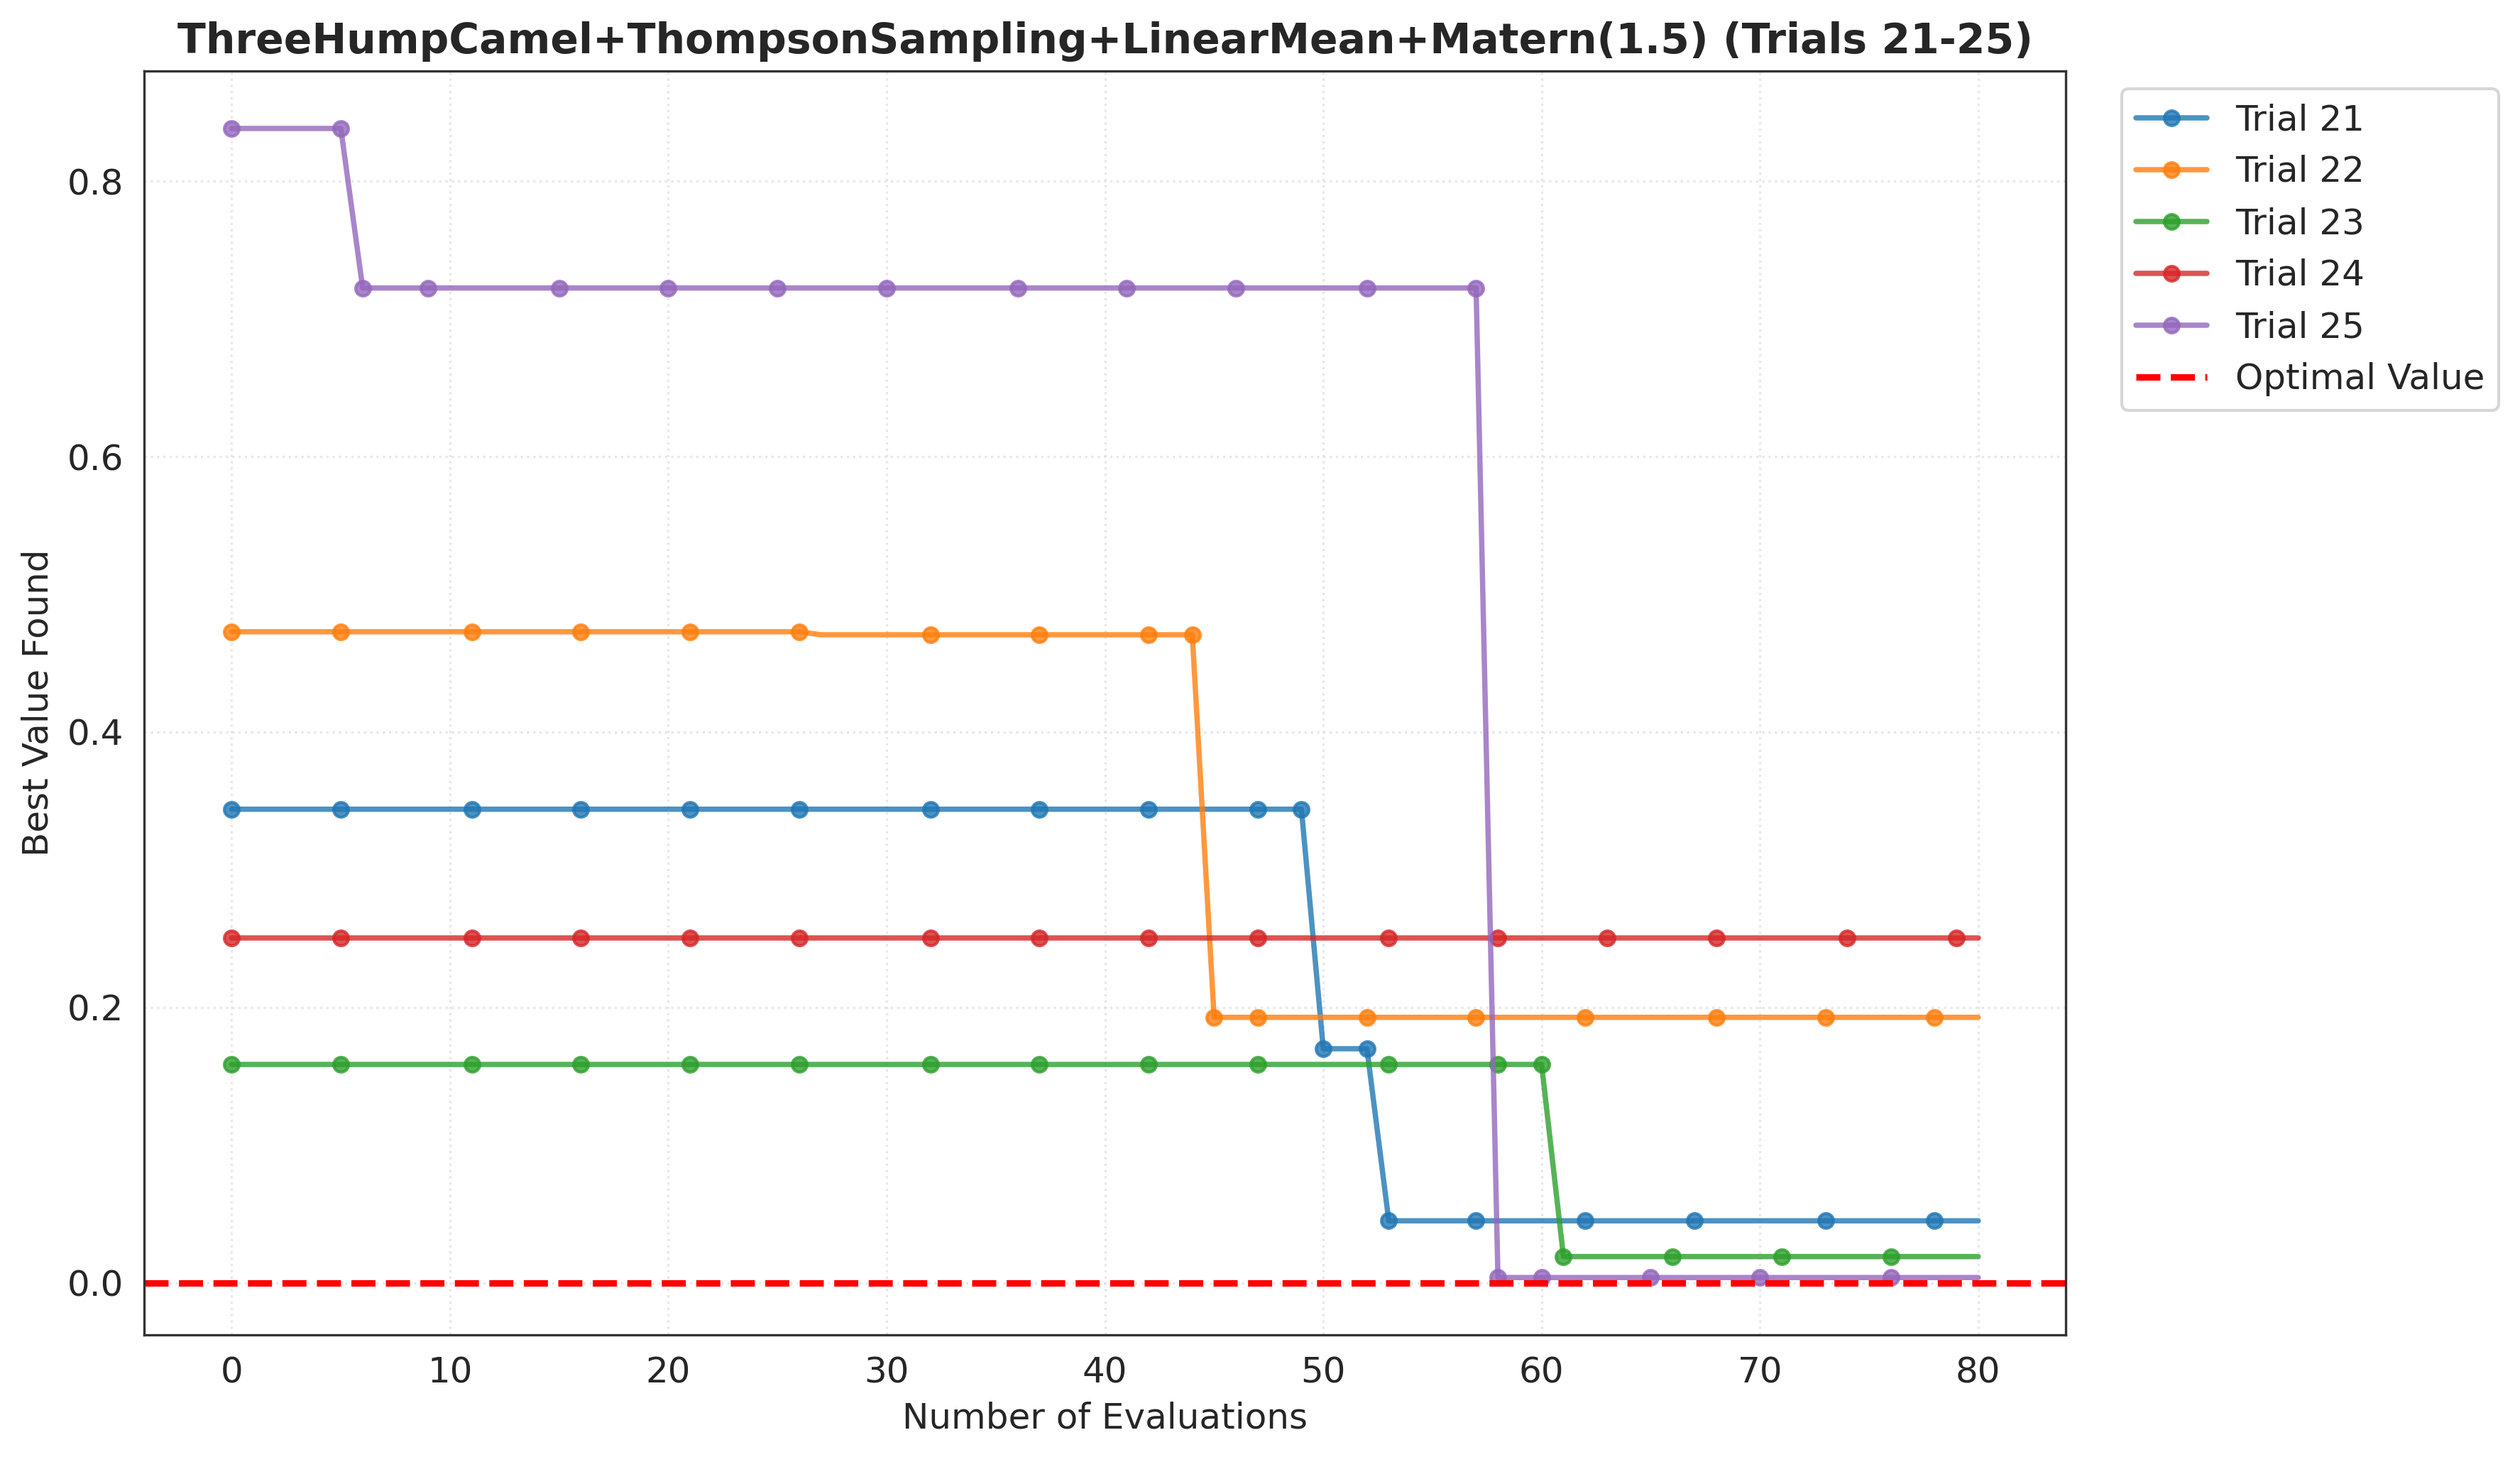 ThreeHumpCamel+ThompsonSampling+LinearMean+Matern(1.5) (Trials 21-25)
Trial 21
Trial 22
Trial 23
Trial 24
Trial 25
Optimal Value
Best Value Found
0.8
0.6
0.4
0.2
0.0
0 10 20 30 40 50 60 70 80
Number of Evaluations